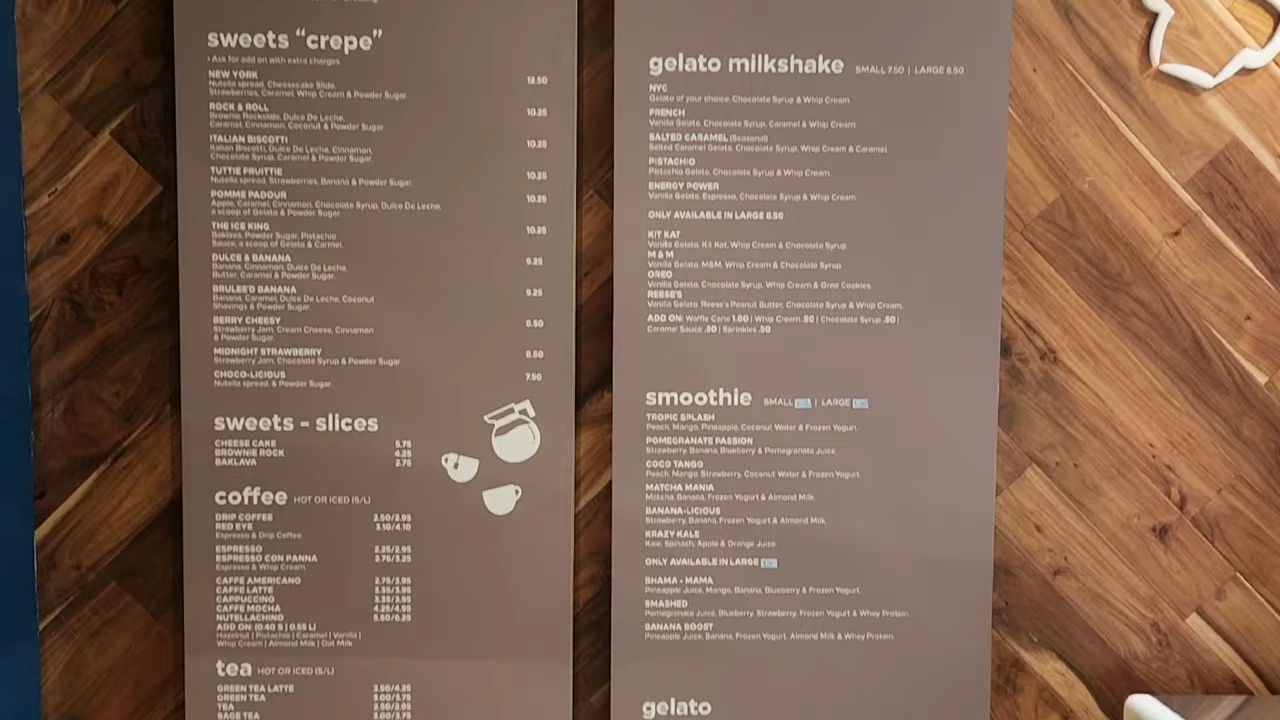 sweets "crepe"
• Ask for add on with extra charges
NEW YORK 12.50
Nutella spread, Cheesecake Slide,
Strawberries, Caramel, Whip Cream & Powder Sugar.
ROCK & ROLL 10.25
Brownie Rockslide, Dulce De Leche,
Caramel, Cinnamon, Coconut & Powder Sugar
ITALIAN BISCOTTI 10.25
Italian Biscotti, Dulce De Leche, Cinnamon,
Chocolate Syrup, Caramel & Powder Sugar
TUTTIE FRUITTIE 10.25
Nutella spread, Strawberries, Banana & Powder Sugar.
POMME PADOUR 10.25
Apple, Caramel, Cinnamon, Chocolate Syrup, Dulce De Leche,
a scoop of Gelato & Powder Sugar
THE ICE KING 10.25
Baklava, Powder Sugar, Pistachio
Sauce, a scoop of Gelato & Carmel.
DULCE & BANANA 9.25
Banana, Cinnamon, Dulce De Leche,
Butter, Caramel & Powder Sugar.
BRULEE'D BANANA 9.25
Banana, Caramel, Dulce De Leche, Coconut
Shavings & Powder Sugar.
BERRY CHEESY 8.50
Strawberry Jam, Cream Cheese, Cinnamon
& Powder Sugar.
MIDNIGHT STRAWBERRY 8.50
Strawberry Jam, Chocolate Syrup & Powder Sugar
CHOCO-LICIOUS 7.50
Nutella spread, & Powder Sugar.
sweets - slices
CHEESE CAKE 5.75
BROWNIE ROCK 4.25
BAKLAVA 2.75
coffee HOT OR ICED (S/L)
DRIP COFFEE 2.50/2.95
RED EYE 3.10/4.10
Espresso & Drip Coffee.
ESPRESSO 2.25/2.95
ESPRESSO CON PANNA 2.75/3.25
Espresso & Whip Cream
CAFFE AMERICANO 2.75/3.95
CAFFE LATTE 3.35/3.95
CAPPUCCINO 3.35/3.95
CAFFE MOCHA 4.25/4.95
NUTELLACHINO 5.50/6.25
ADD ON: (0.40 S | 0.55 L)
Hazelnut | Pistachio | Caramel | Vanilla |
Whip Cream | Almond Milk | Oat Milk
tea HOT OR ICED (S/L)
GREEN TEA LATTE 3.50/4.25
GREEN TEA 3.00/3.75
TEA 2.50/2.95
SAGE TEA 3.00/3.75
gelato milkshake SMALL 7.50 | LARGE 8.50
NYC
Gelato of your choice, Chocolate Syrup & Whip Cream
FRENCH
Vanilla Gelato, Chocolate Syrup, Caramel & Whip Cream
SALTED CARAMEL (Seasonal)
Salted Caramel Gelato, Chocolate Syrup, Whip Cream & Caramel
PISTACHIO
Pistachio Gelato, Chocolate Syrup & Whip Cream
ENERGY POWER
Vanilla Gelato, Espresso, Chocolate Syrup & Whip Cream
ONLY AVAILABLE IN LARGE 8.50
KIT KAT
Vanilla Gelato, Kit Kat, Whip Cream & Chocolate Syrup.
M & M
Vanilla Gelato, M&M, Whip Cream & Chocolate Syrup
OREO
Vanilla Gelato, Chocolate Syrup, Whip Cream & Oreo Cookies.
REESE'S
Vanilla Gelato, Reese's Peanut Butter, Chocolate Syrup & Whip Cream
ADD ON: Waffle Cone 1.00 | Whip Cream .50 | Chocolate Syrup .50 |
Caramel Sauce .50 | Sprinkles .50
smoothie SMALL | LARGE
TROPIC SPLASH
Peach, Mango, Pineapple, Coconut Water & Frozen Yogurt.
POMEGRANATE PASSION
Strawberry, Banana, Blueberry & Pomegranate Juice.
COCO TANGO
Peach, Mango, Strawberry, Coconut Water & Frozen Yogurt
MATCHA MANIA
Matcha, Banana, Frozen Yogurt & Almond Milk
BANANA-LICIOUS
Strawberry, Banana, Frozen Yogurt & Almond Milk.
KRAZY KALE
Kale, Spinach, Apple & Orange Juice.
ONLY AVAILABLE IN LARGE
BHAMA - MAMA
Pineapple Juice, Mango, Banana, Blueberry & Frozen Yogurt.
SMASHED
Pomegranate Juice, Blueberry, Strawberry, Frozen Yogurt & Whey Protein
BANANA BOOST
Pineapple Juice, Banana, Frozen Yogurt, Almond Milk & Whey Protein
gelato